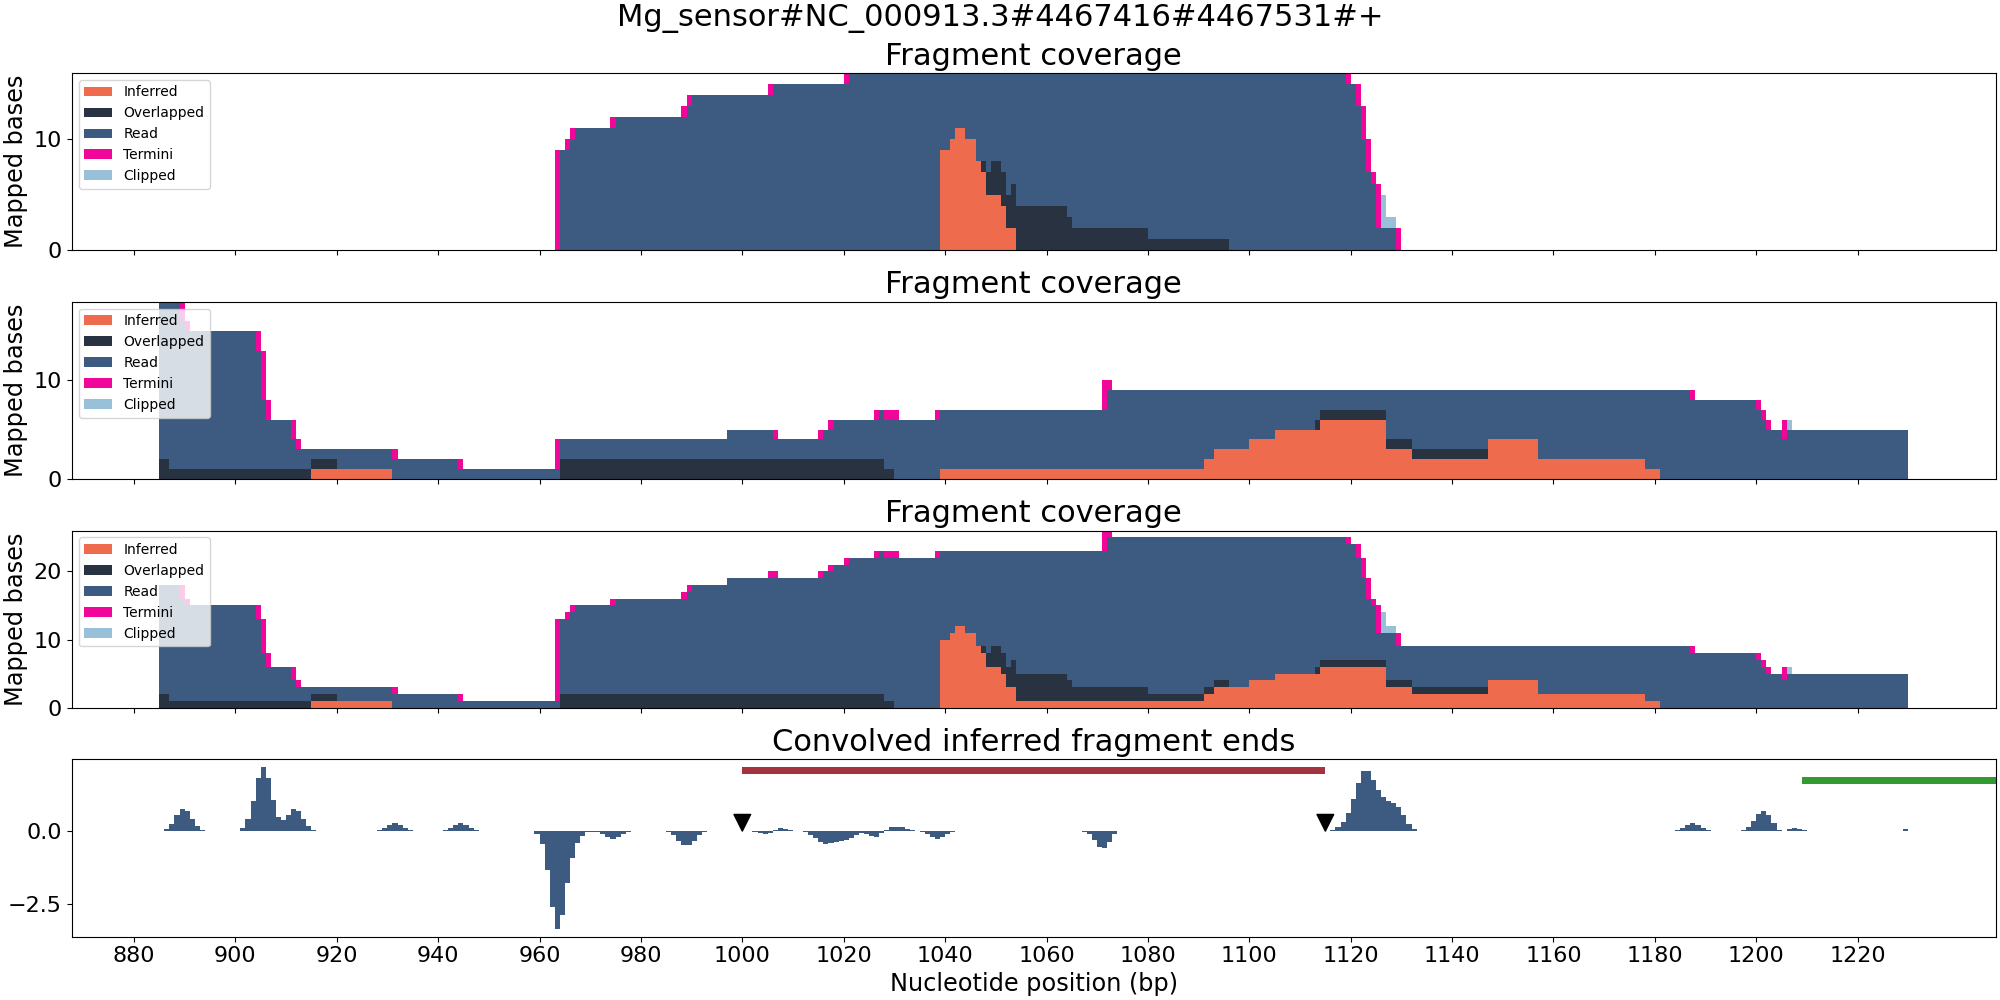 Mg_sensor#NC_000913.3#4467416#4467531#+
Fragment coverage
Mapped bases
10
0
Inferred
Overlapped
Read
Termini
Clipped
Fragment coverage
Mapped bases
10
0
Inferred
Overlapped
Read
Termini
Clipped
Fragment coverage
Mapped bases
20
10
0
Inferred
Overlapped
Read
Termini
Clipped
Convolved inferred fragment ends
0.0
−2.5
880 900 920 940 960 980 1000 1020 1040 1060 1080 1100 1120 1140 1160 1180 1200 1220
Nucleotide position (bp)